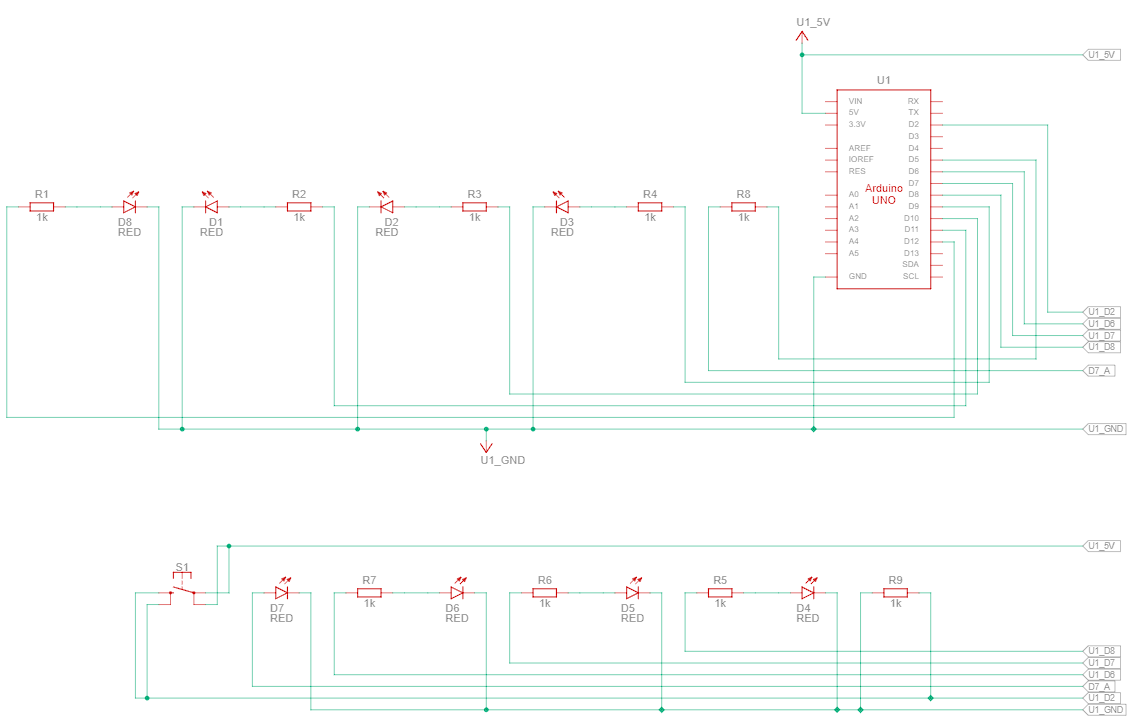 U1_5V
U1_5V
U1
VIN RX
5V TX
3.3V D2
D3
AREF D4
IOREF D5
RES D6
D7
A0 D8
A1 D9
A2 D10
A3 D11
A4 D12
A5 D13
SDA
GND SCL
Arduino
UNO
R1
1k
D8
RED
D1
RED
R2
1k
D2
RED
R3
1k
D3
RED
R4
1k
R8
1k
U1_D2
U1_D6
U1_D7
U1_D8
D7_A
U1_GND
U1_GND
U1_5V
S1
D7
RED
R7
1k
D6
RED
R6
1k
D5
RED
R5
1k
D4
RED
R9
1k
U1_D8
U1_D7
U1_D6
D7_A
U1_D2
U1_GND